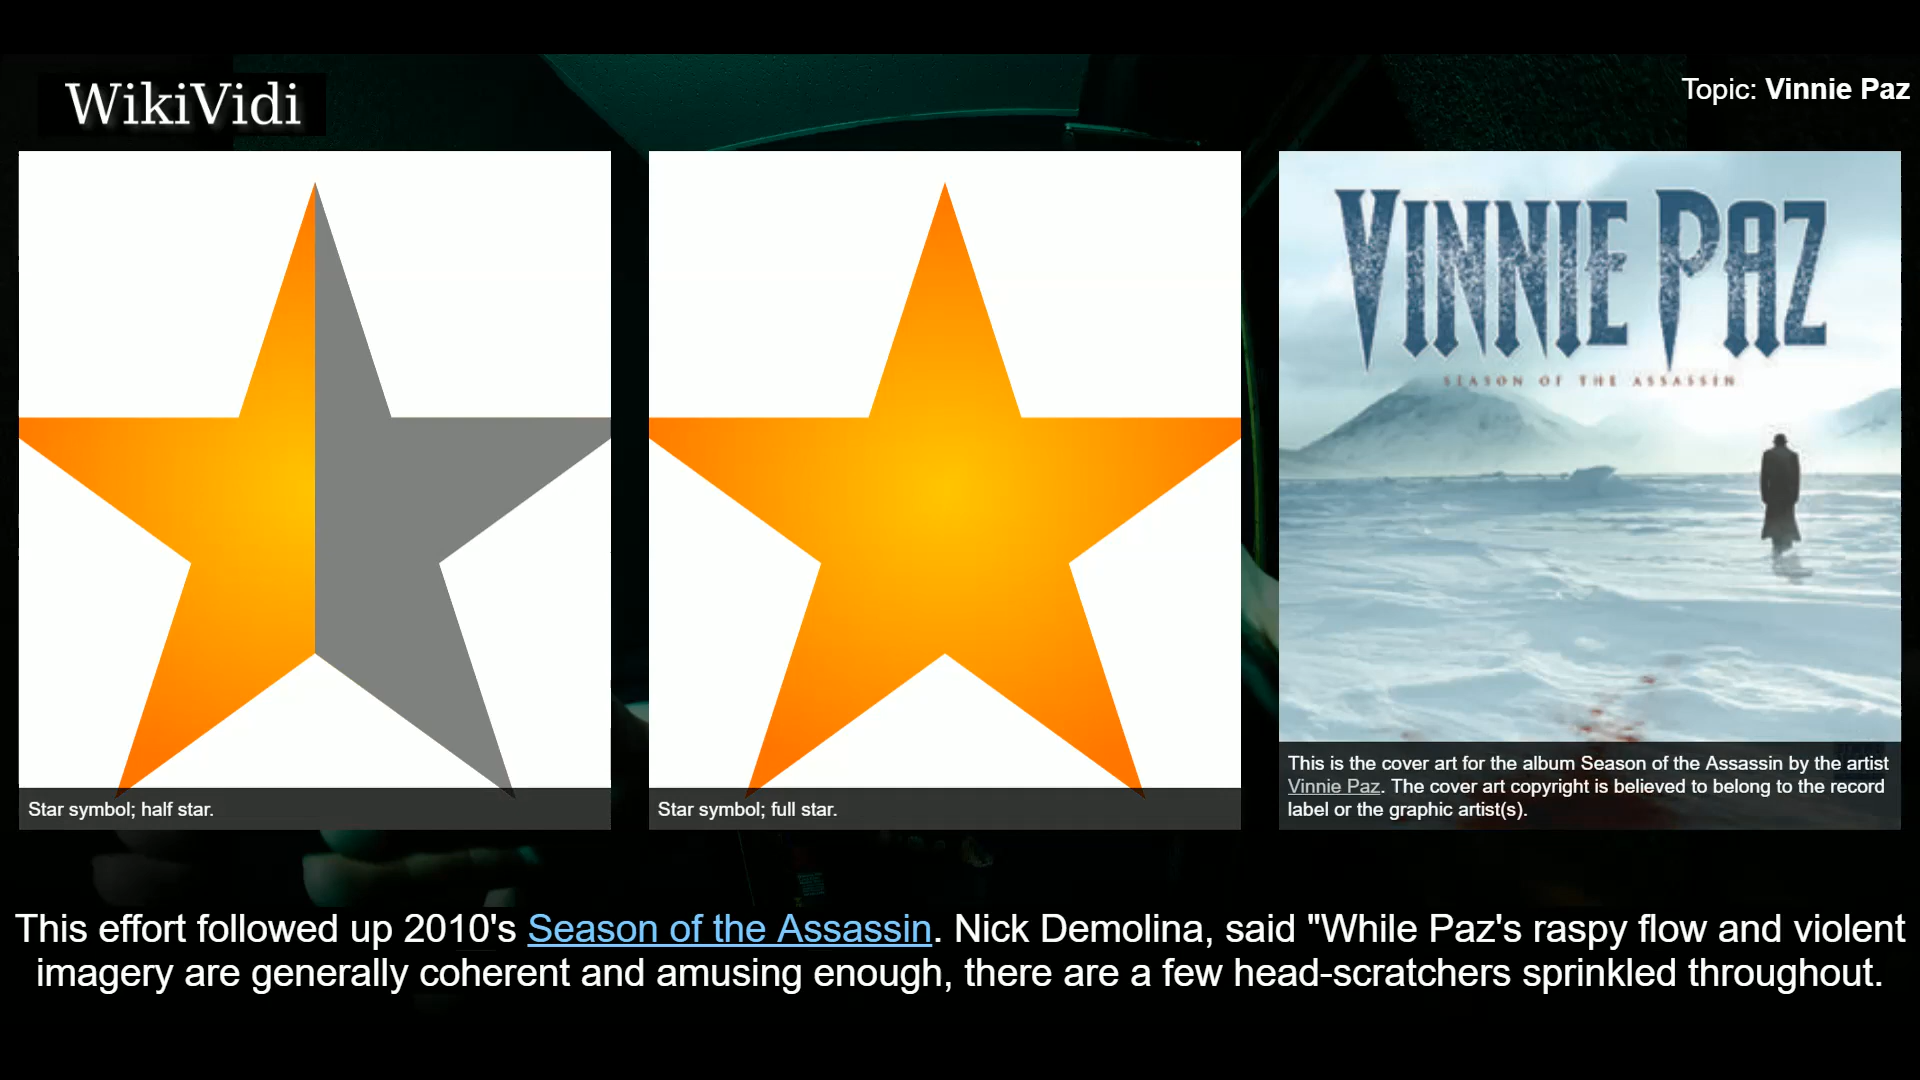 WikiVidi
Topic: Vinnie Paz
VINNIE PAZ
SEASON OF THE ASSASSIN
Star symbol; half star.
Star symbol; full star.
This is the cover art for the album Season of the Assassin by the artist
Vinnie Paz. The cover art copyright is believed to belong to the record
label or the graphic artist(s).
This effort followed up 2010's Season of the Assassin. Nick Demolina, said "While Paz's raspy flow and violent
imagery are generally coherent and amusing enough, there are a few head-scratchers sprinkled throughout.